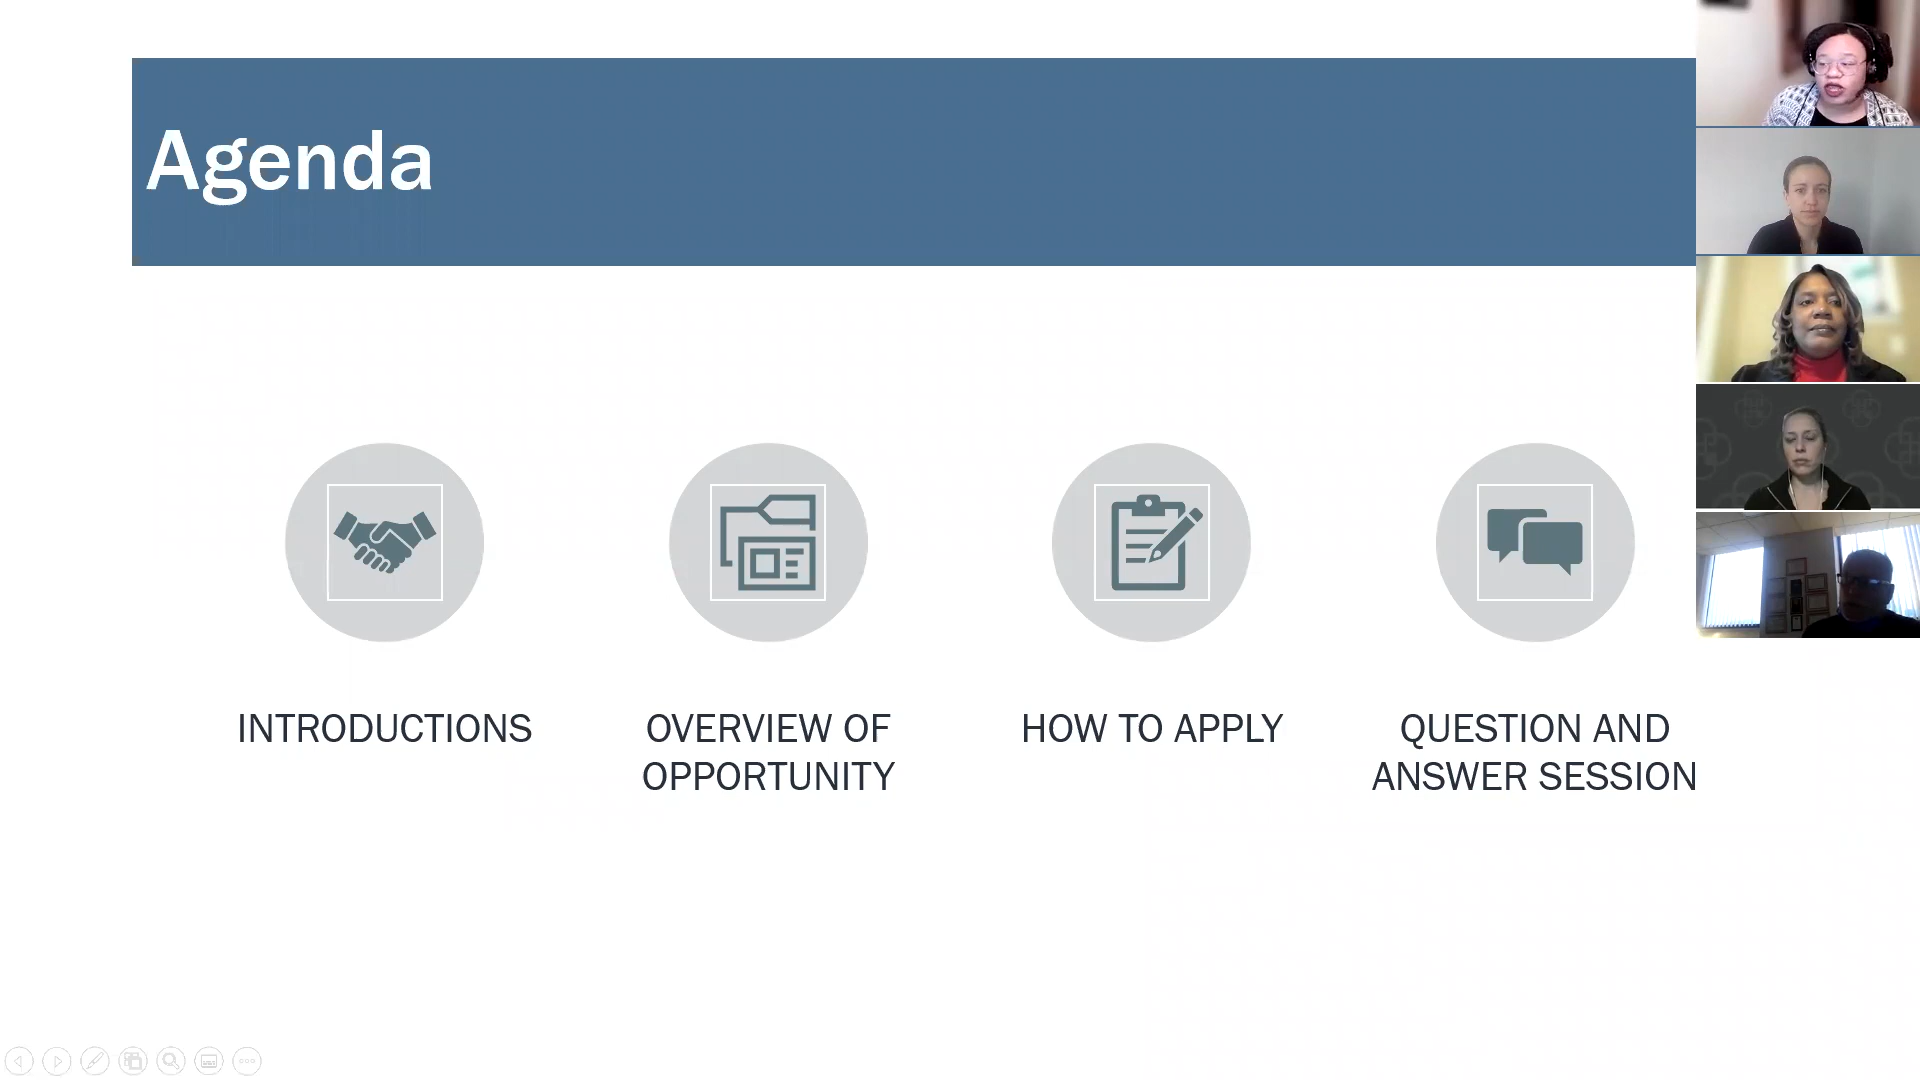 Agenda
INTRODUCTIONS
OVERVIEW OF
OPPORTUNITY
HOW TO APPLY
QUESTION AND
ANSWER SESSION